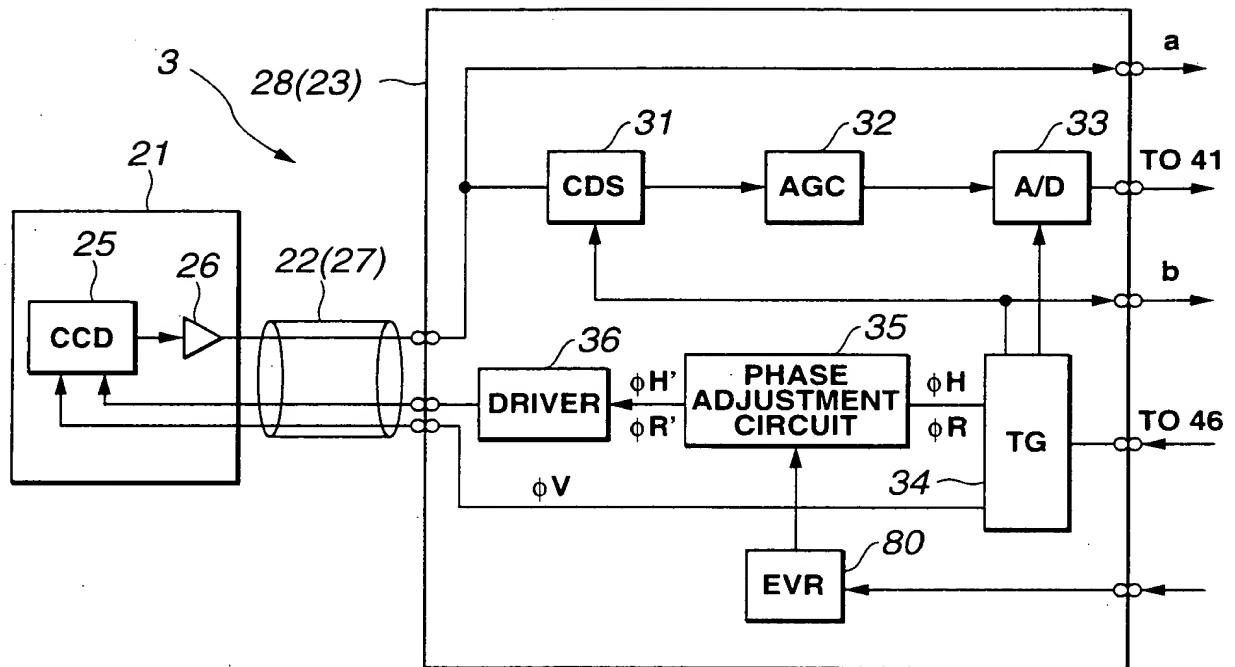 a
3
28(23)
31
32
33
21
CDS
AGC
A/D
TO 41
25
26
22(27)
b
CCD
36
35
DRIVER
φH'
φR'
PHASE
ADJUSTMENT
CIRCUIT
φH
φR
TG
TO 46
34
φV
80
EVR